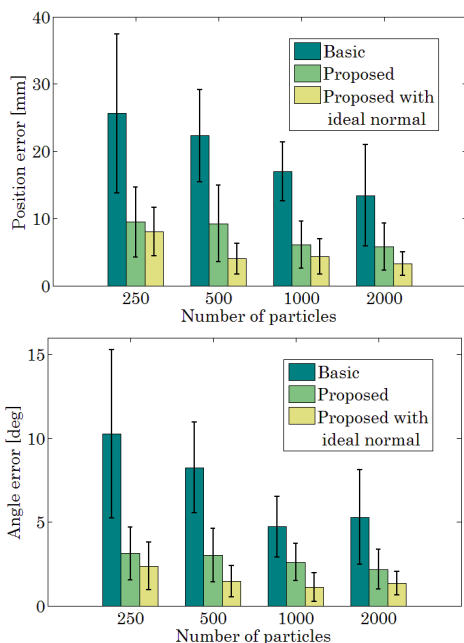 40
30
20
10
0
Position error [mm]
Basic
Proposed
Proposed with
ideal normal
250 500 1000 2000
Number of particles
15
10
5
0
Angle error [deg]
Basic
Proposed
Proposed with
ideal normal
250 500 1000 2000
Number of particles